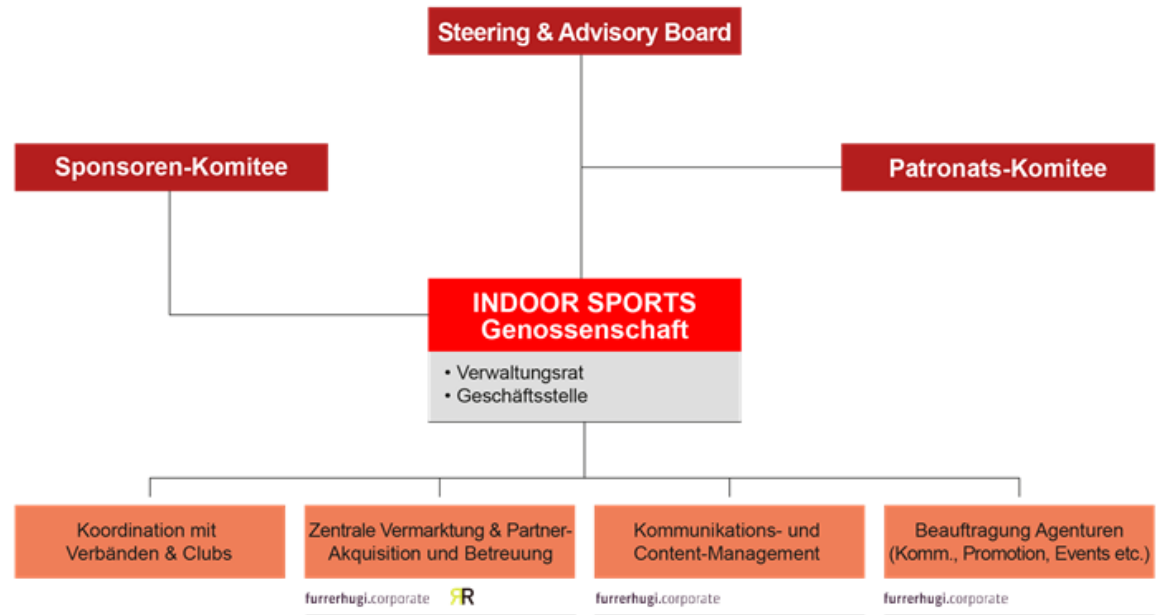 Steering & Advisory Board
Sponsoren-Komitee
Patronats-Komitee
INDOOR SPORTS
Genossenschaft
• Verwaltungsrat
• Geschäftsstelle
Koordination mit
Verbänden & Clubs
Zentrale Vermarktung & Partner-
Akquisition und Betreuung
Kommunikations- und
Content-Management
Beauftragung Agenturen
(Komm., Promotion, Events etc.)
furrerhugi.corporate RR
furrerhugi.corporate
furrerhugi.corporate